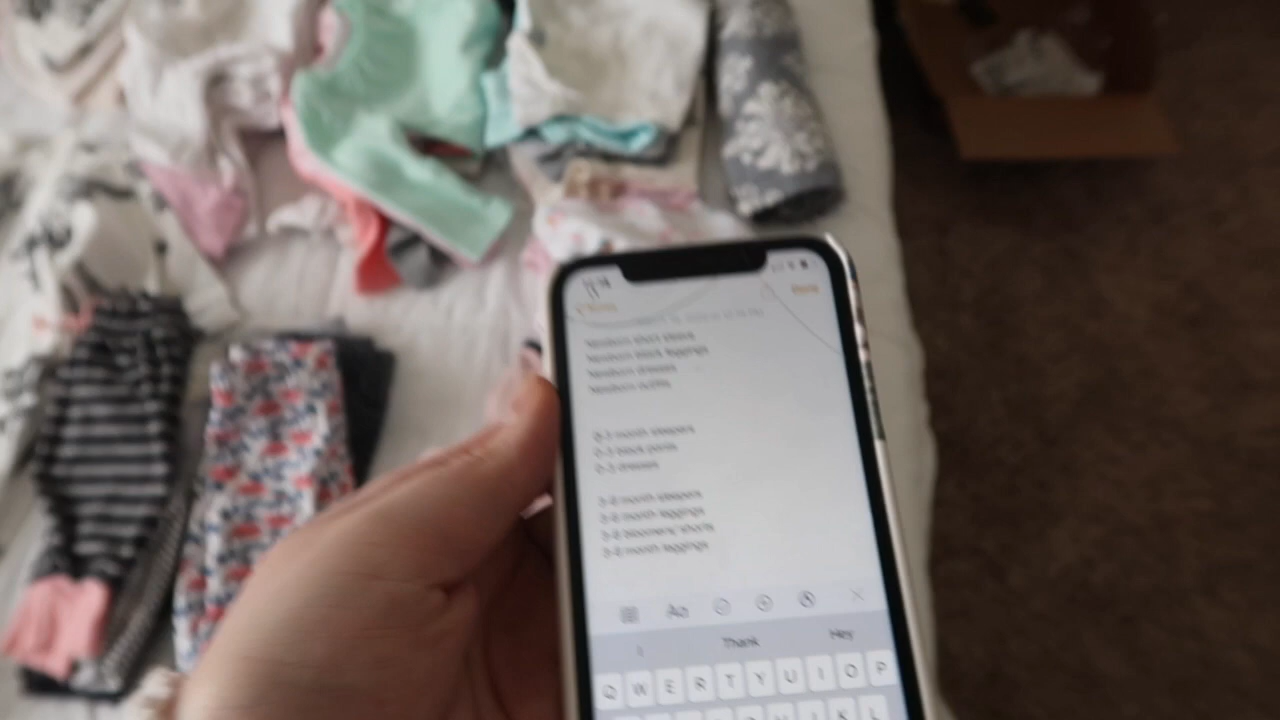 Newborn short sleeve
Newborn black leggings
Newborn dresses
Newborn outfits
0-3 month sleepers
0-3 black pants
0-3 dresses
3-6 month sleepers
3-6 month leggings
3-6 bloomers/ shorts
3-6 month leggings
Aa
I
Thank
Hey
Q W E R T Y U I O P
J K L